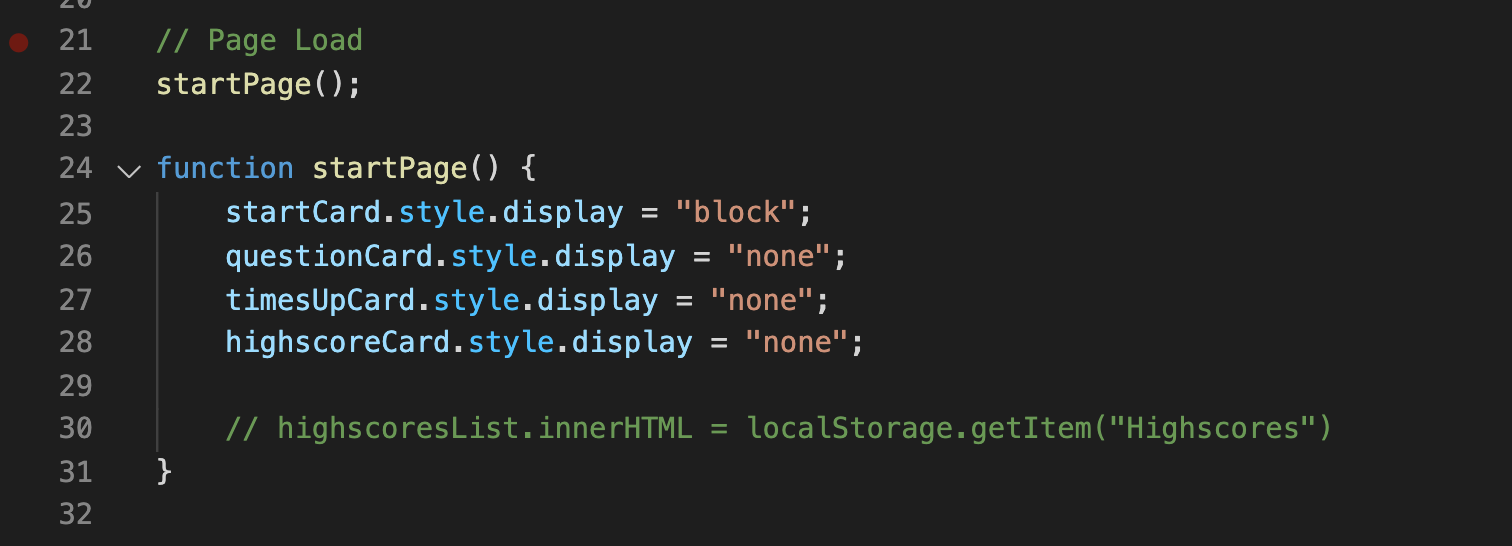 20
21 // Page Load
22 startPage();
23
24 function startPage() {
25     startCard.style.display = "block";
26     questionCard.style.display = "none";
27     timesUpCard.style.display = "none";
28     highscoreCard.style.display = "none";
29
30     // highscoresList.innerHTML = localStorage.getItem("Highscores")
31 }
32